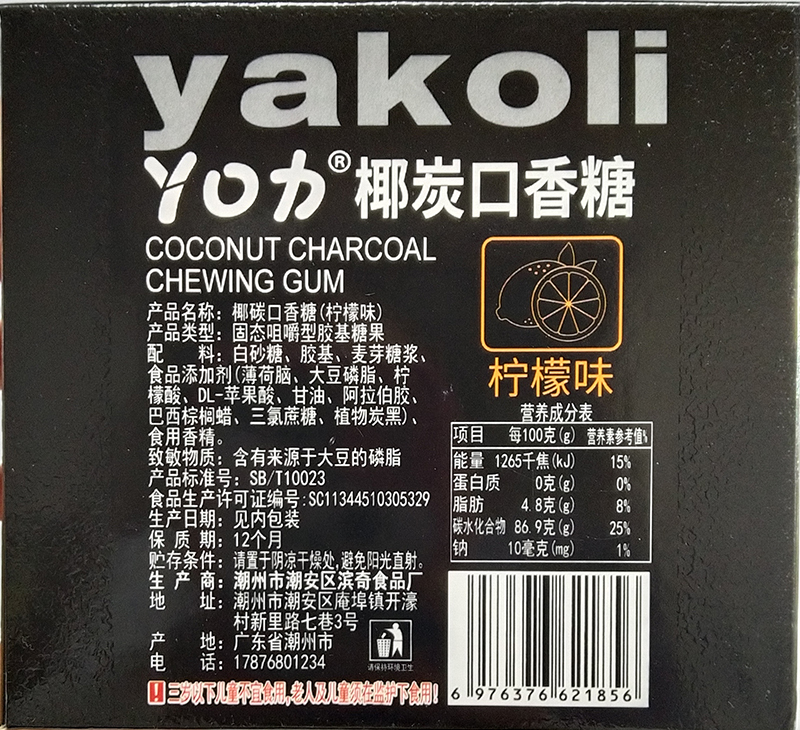 yakoli
YO力®椰炭口香糖
COCONUT CHARCOAL
CHEWING GUM
产品名称：椰碳口香糖(柠檬味)
产品类型：固态咀嚼型胶基糖果
配 料：白砂糖、胶基、麦芽糖浆、
食品添加剂(薄荷脑、大豆磷脂、柠
檬酸、DL-苹果酸、甘油、阿拉伯胶、
巴西棕榈蜡、三氯蔗糖、植物炭黑)、
食用香精。
致敏物质：含有来源于大豆的磷脂
产品标准号：SB/T10023
食品生产许可证编号：SC11344510305329
生产日期：见内包装
保 质 期：12个月
贮存条件：请置于阴凉干燥处,避免阳光直射。
生 产 商：潮州市潮安区滨奇食品厂
地 址：潮州市潮安区庵埠镇开濠
村新里路七巷3号
产 地：广东省潮州市
电 话：17876801234
请保持环境卫生
三岁以下儿童不宜食用,老人及儿童须在监护下食用!
柠檬味
营养成分表
项目 每100克(g) 营养素参考值%
能量 1265千焦(kJ) 15%
蛋白质 0克(g) 0%
脂肪 4.8克(g) 8%
碳水化合物 86.9克(g) 25%
钠 10毫克(mg) 1%
6 976376 621856